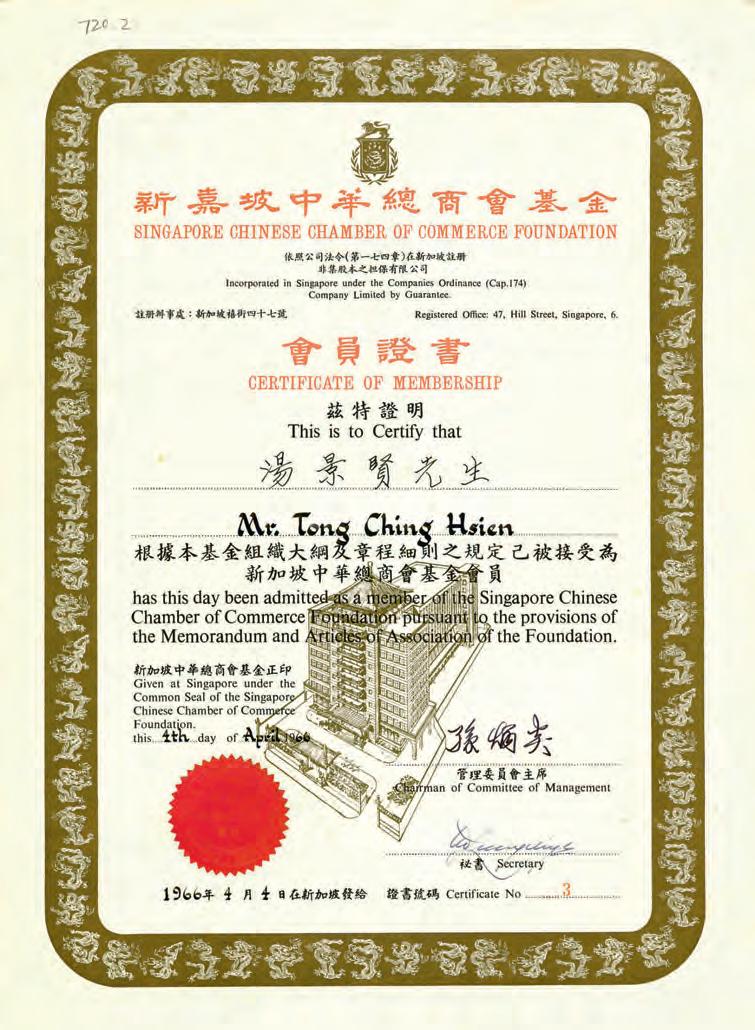 720.2
新嘉坡中華總商會基金
SINGAPORE CHINESE CHAMBER OF COMMERCE FOUNDATION
依照公司法令(第一七四章)在新加坡註册
非集股本之担保有限公司
Incorporated in Singapore under the Companies Ordinance (Cap.174)
Company Limited by Guarantee.
註册辦事處：新加坡禧街四十七號 Registered Office: 47, Hill Street, Singapore, 6.
會員證書
CERTIFICATE OF MEMBERSHIP
茲特證明
This is to Certify that
湯景賢先生
Mr. Tong Ching Hsien
根據本基金組織大綱及章程細則之規定己被接受為
新加坡中華總商會基金會員
has this day been admitted as a member of the Singapore Chinese
Chamber of Commerce Foundation pursuant to the provisions of
the Memorandum and Articles of Association of the Foundation.
新加坡中華總商會基金正印
Given at Singapore under the
Common Seal of the Singapore
Chinese Chamber of Commerce
Foundation.
this 4th day of April 1966
孫炳炎
管理委員會主席
Chairman of Committee of Management
祕書 Secretary
1966年 4 月 4 日在新加坡發給 證書號碼 Certificate No 3